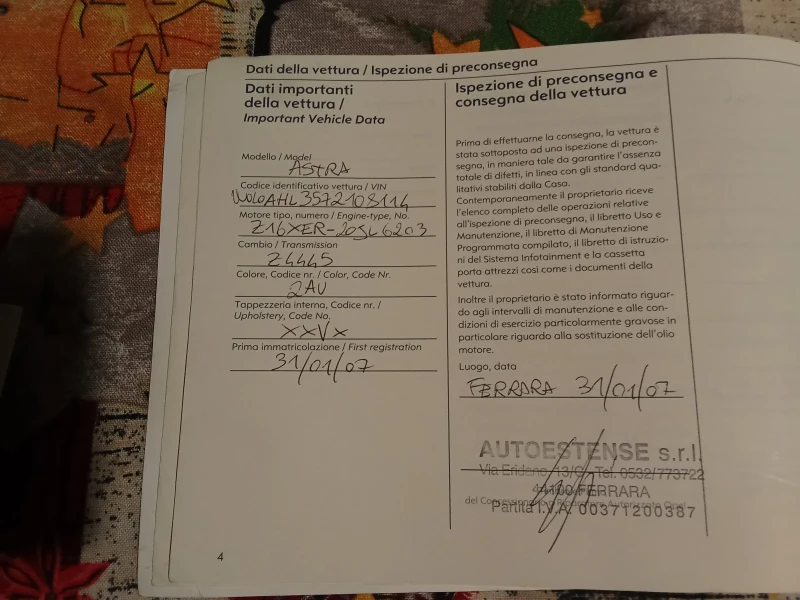 Dati della vettura / Ispezione di preconsegna
Dati importanti
della vettura /
Important Vehicle Data
Modello / Model
ASTRA
Codice identificativo vettura / VIN
W0L0AHL3572108114
Motore tipo, numero / Engine-type, No.
Z16XER-20SL6203
Cambio / Transmission
Z4445
Colore, Codice nr. / Color, Code Nr.
2AU
Tappezzeria interna, Codice nr. /
Upholstery, Code No.
XXVX
Prima immatricolazione / First registration
31/01/07
4
Ispezione di preconsegna e
consegna della vettura
Prima di effettuarne la consegna, la vettura è
stata sottoposta ad una ispezione di precon-
segna, in maniera tale da garantire l'assenza
totale di difetti, in linea con gli standard qua-
litativi stabiliti dalla Casa.
Contemporaneamente il proprietario riceve
l'elenco completo delle operazioni relative
all'ispezione di preconsegna, il libretto Uso e
Manutenzione, il libretto di Manutenzione
Programmata compilato, il libretto di istruzio-
ni del Sistema Infotainment e la cassetta
porta attrezzi così come i documenti della
vettura.
Inoltre il proprietario è stato informato riguar-
do agli intervalli di manutenzione e alle con-
dizioni di esercizio particolarmente gravose in
particolare riguardo alla sostituzione dell'olio
motore.
Luogo, data
FERRARA 31/01/07
AUTOESTENSE s.r.l.
Via Eridano, 13/C Tel. 0532/773722
44100 FERRARA
del Concessionario
Partita I.V.A. 00371200387